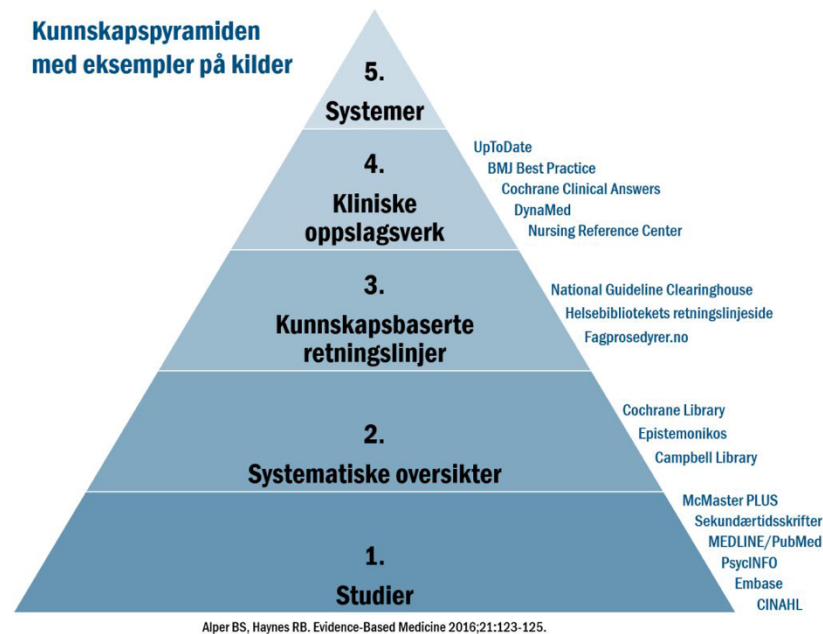 Kunnskapspyramiden
med eksempler på kilder
5.
Systemer
UpToDate
BMJ Best Practice
Cochrane Clinical Answers
DynaMed
Nursing Reference Center
4.
Kliniske
oppslagsverk
National Guideline Clearinghouse
Helsebibliotekets retningslinjeside
Fagprosedyrer.no
3.
Kunnskapsbaserte
retningslinjer
Cochrane Library
Epistemonikos
Campbell Library
2.
Systematiske oversikter
McMaster PLUS
Sekundærtidsskrifter
MEDLINE/PubMed
PsycINFO
Embase
CINAHL
1.
Studier
Alper BS, Haynes RB. Evidence-Based Medicine 2016;21:123-125.